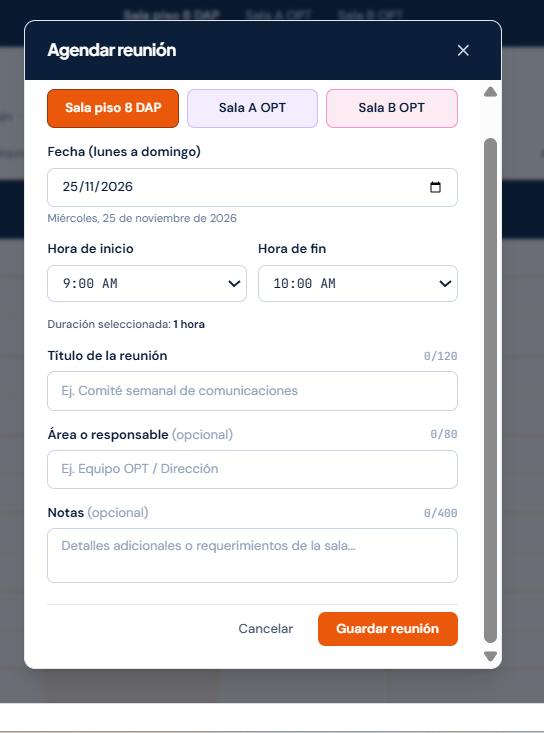 Sala piso 8 DAP Sala A OPT Sala B OPT
Agendar reunión
Sala piso 8 DAP Sala A OPT Sala B OPT
Fecha (lunes a domingo)
25/11/2026
Miércoles, 25 de noviembre de 2026
Hora de inicio Hora de fin
9:00 AM 10:00 AM
Duración seleccionada: 1 hora
Título de la reunión 0/120
Ej. Comité semanal de comunicaciones
Área o responsable (opcional) 0/80
Ej. Equipo OPT / Dirección
Notas (opcional) 0/400
Detalles adicionales o requerimientos de la sala...
Cancelar Guardar reunión